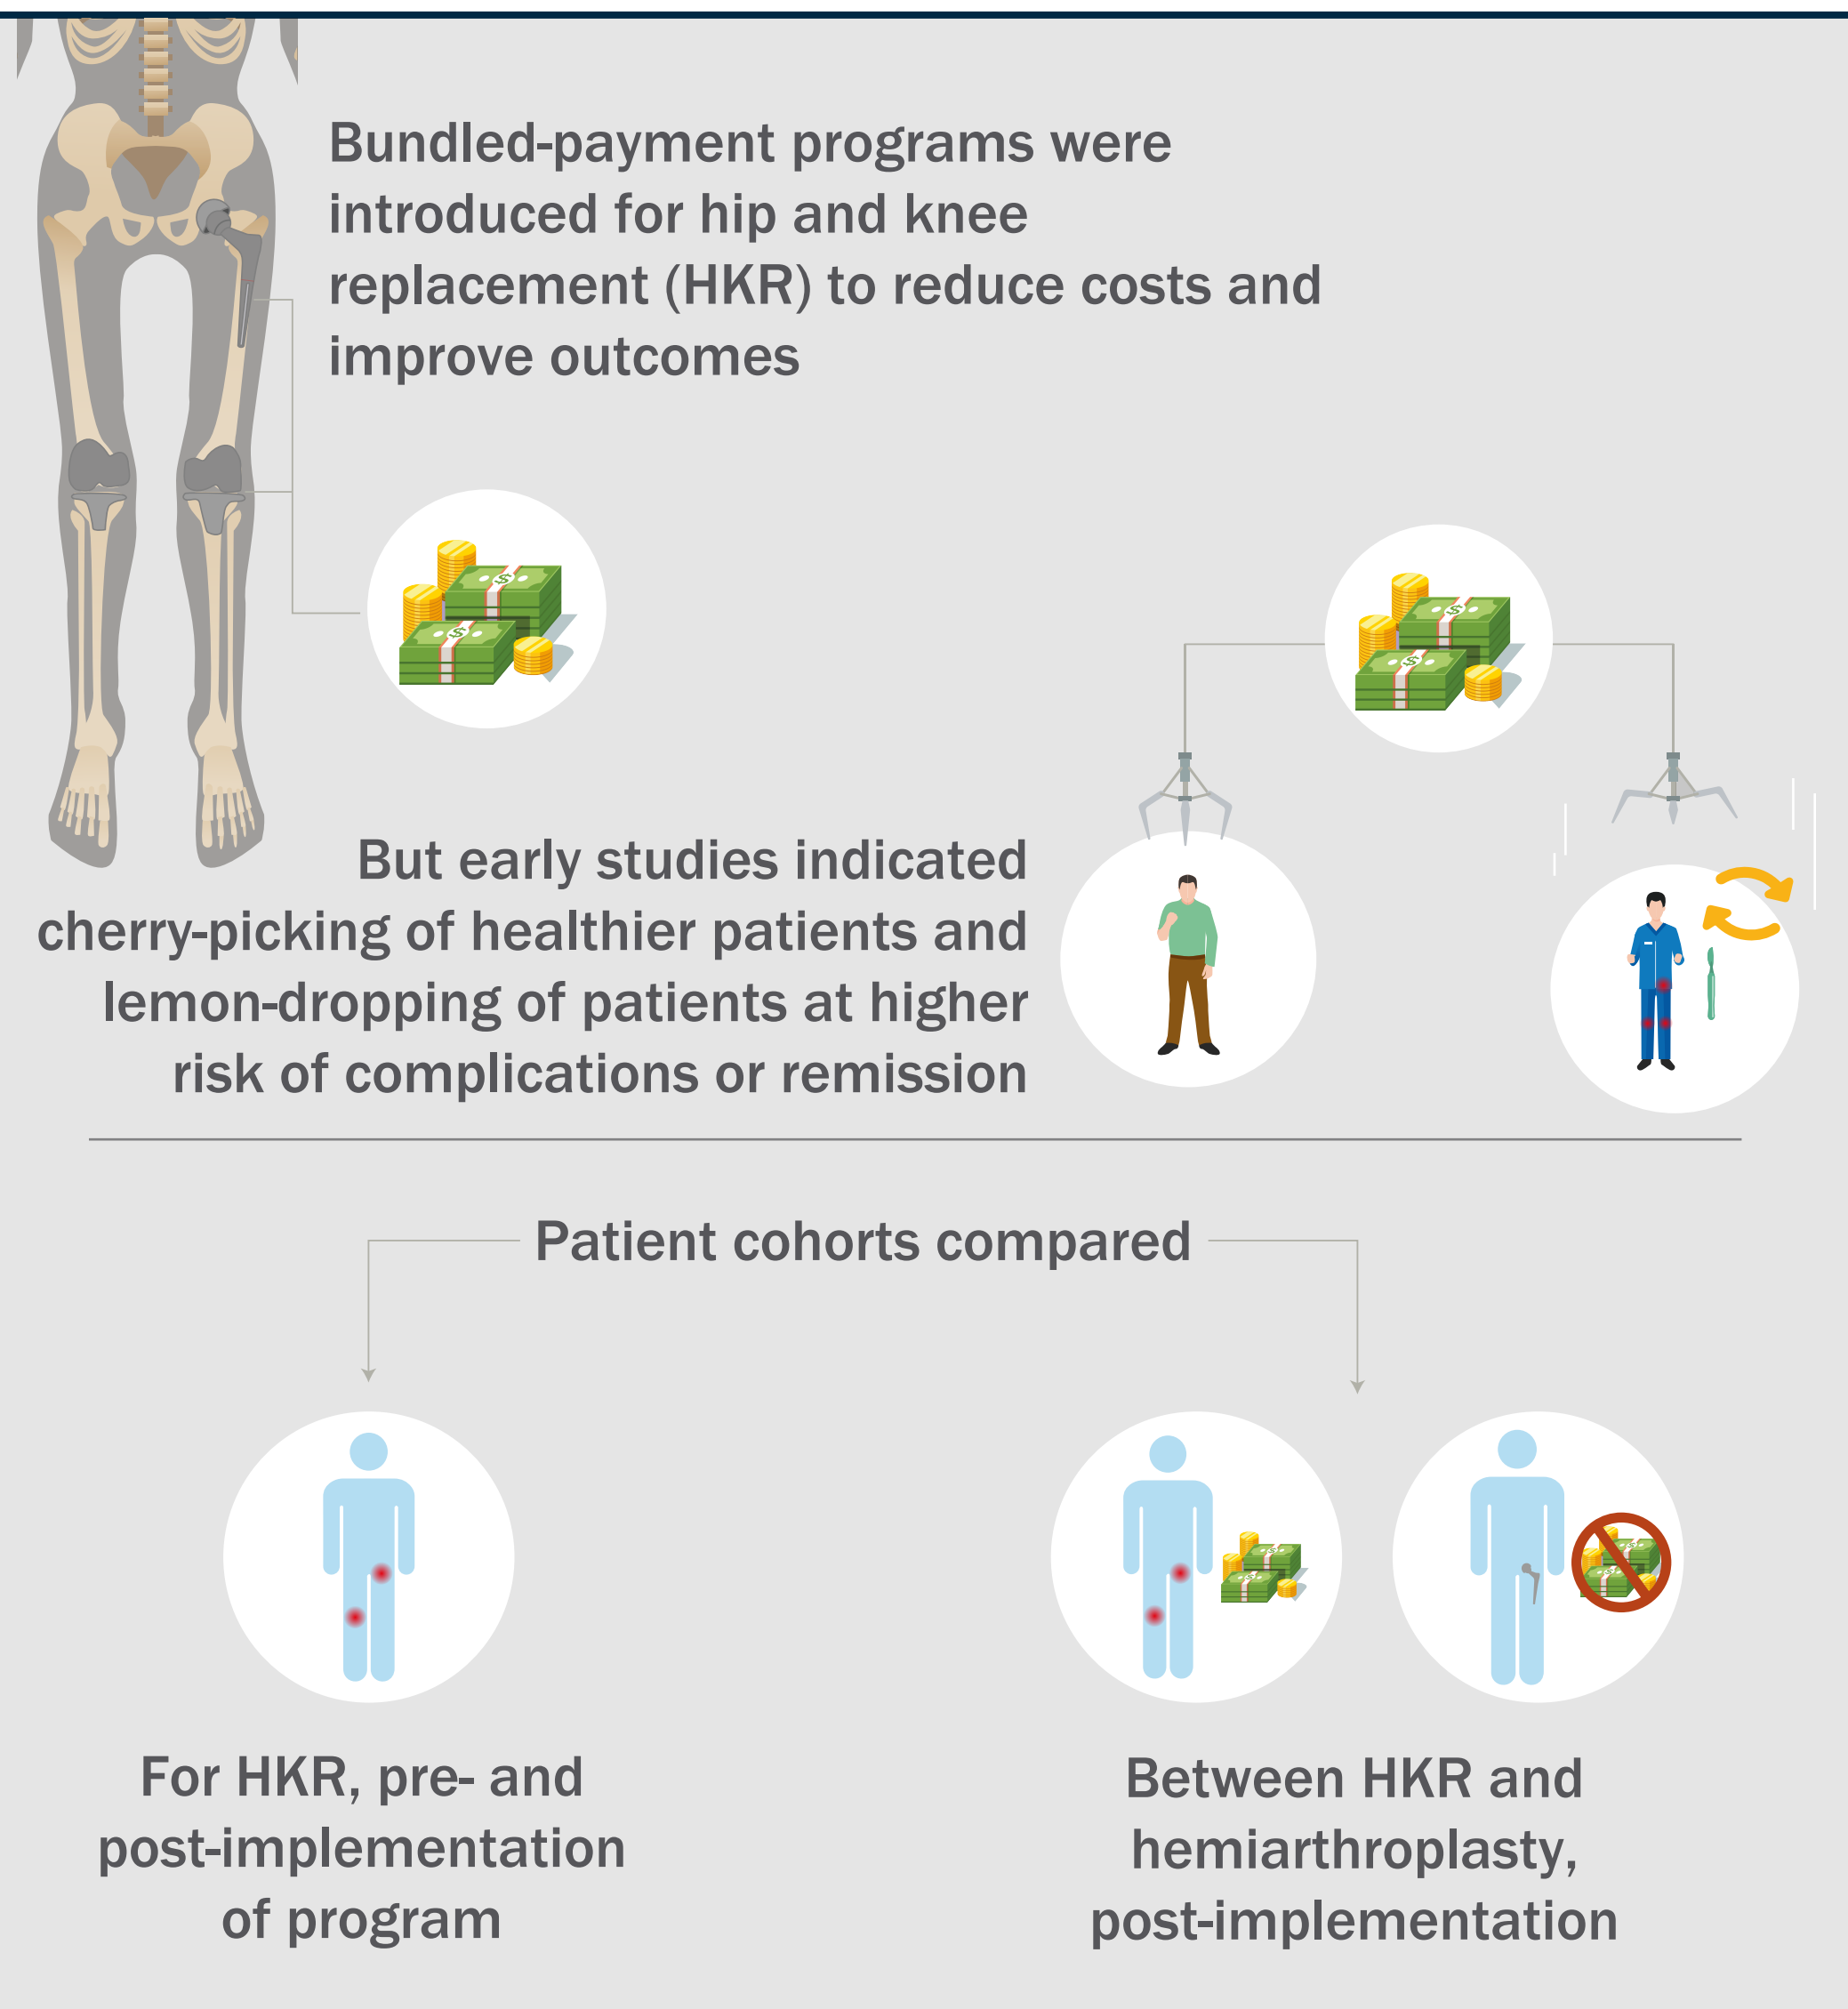 Bundled-payment programs were
introduced for hip and knee
replacement (HKR) to reduce costs and
improve outcomes
But early studies indicated
cherry-picking of healthier patients and
lemon-dropping of patients at higher
risk of complications or remission
Patient cohorts compared
For HKR, pre- and
post-implementation
of program
Between HKR and
hemiarthroplasty,
post-implementation